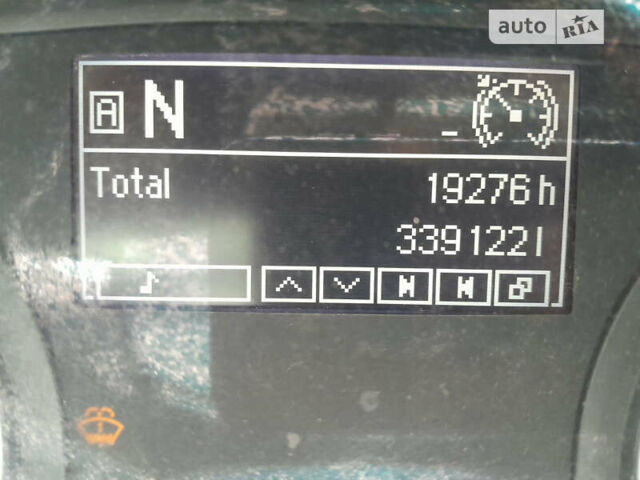 auto RIA
A N -
Total 19276 h
339122 l